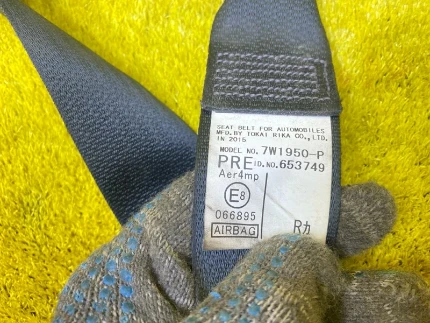 SEAT BELT FOR AUTOMOBILES
MFG.BY TOKAI RIKA CO.,LTD.
IN 2015
MODEL NO. 7W1950-P
PRE ID.NO.653749
Aer4mp
E8
066895
AIRBAG
Rカ